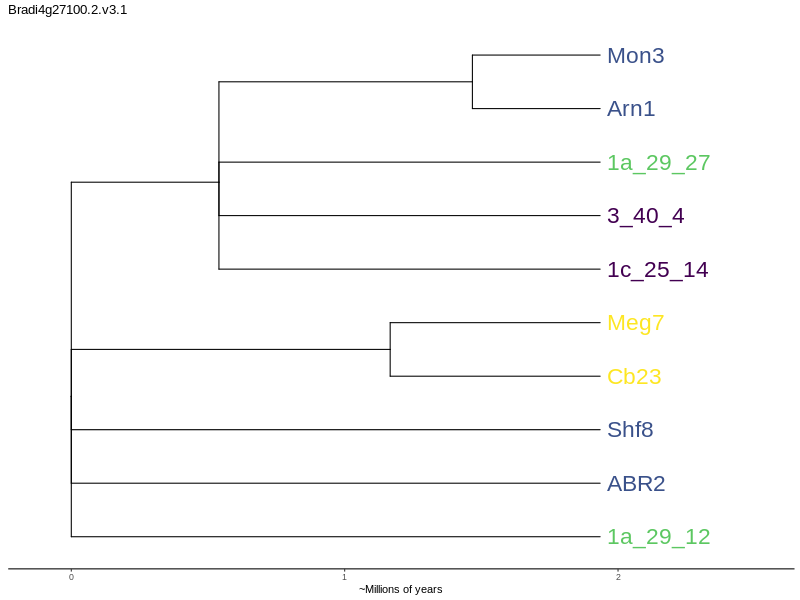 Bradi4g27100.2.v3.1
Mon3
Arn1
1a_29_27
3_40_4
1c_25_14
Meg7
Cb23
Shf8
ABR2
1a_29_12
0 1 2
~Millions of years